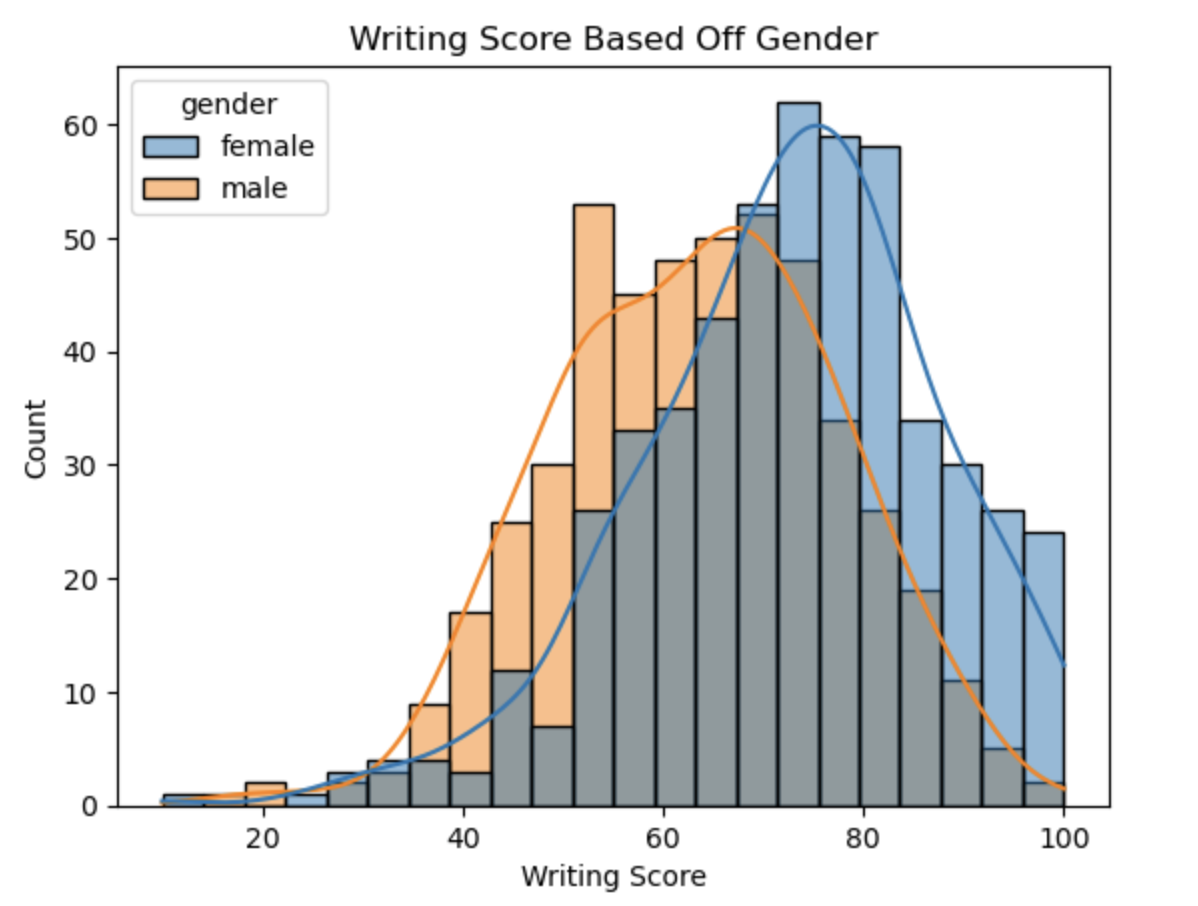 Writing Score Based Off Gender
gender
female
male
60
50
40
30
20
10
0
Count
20 40 60 80 100
Writing Score